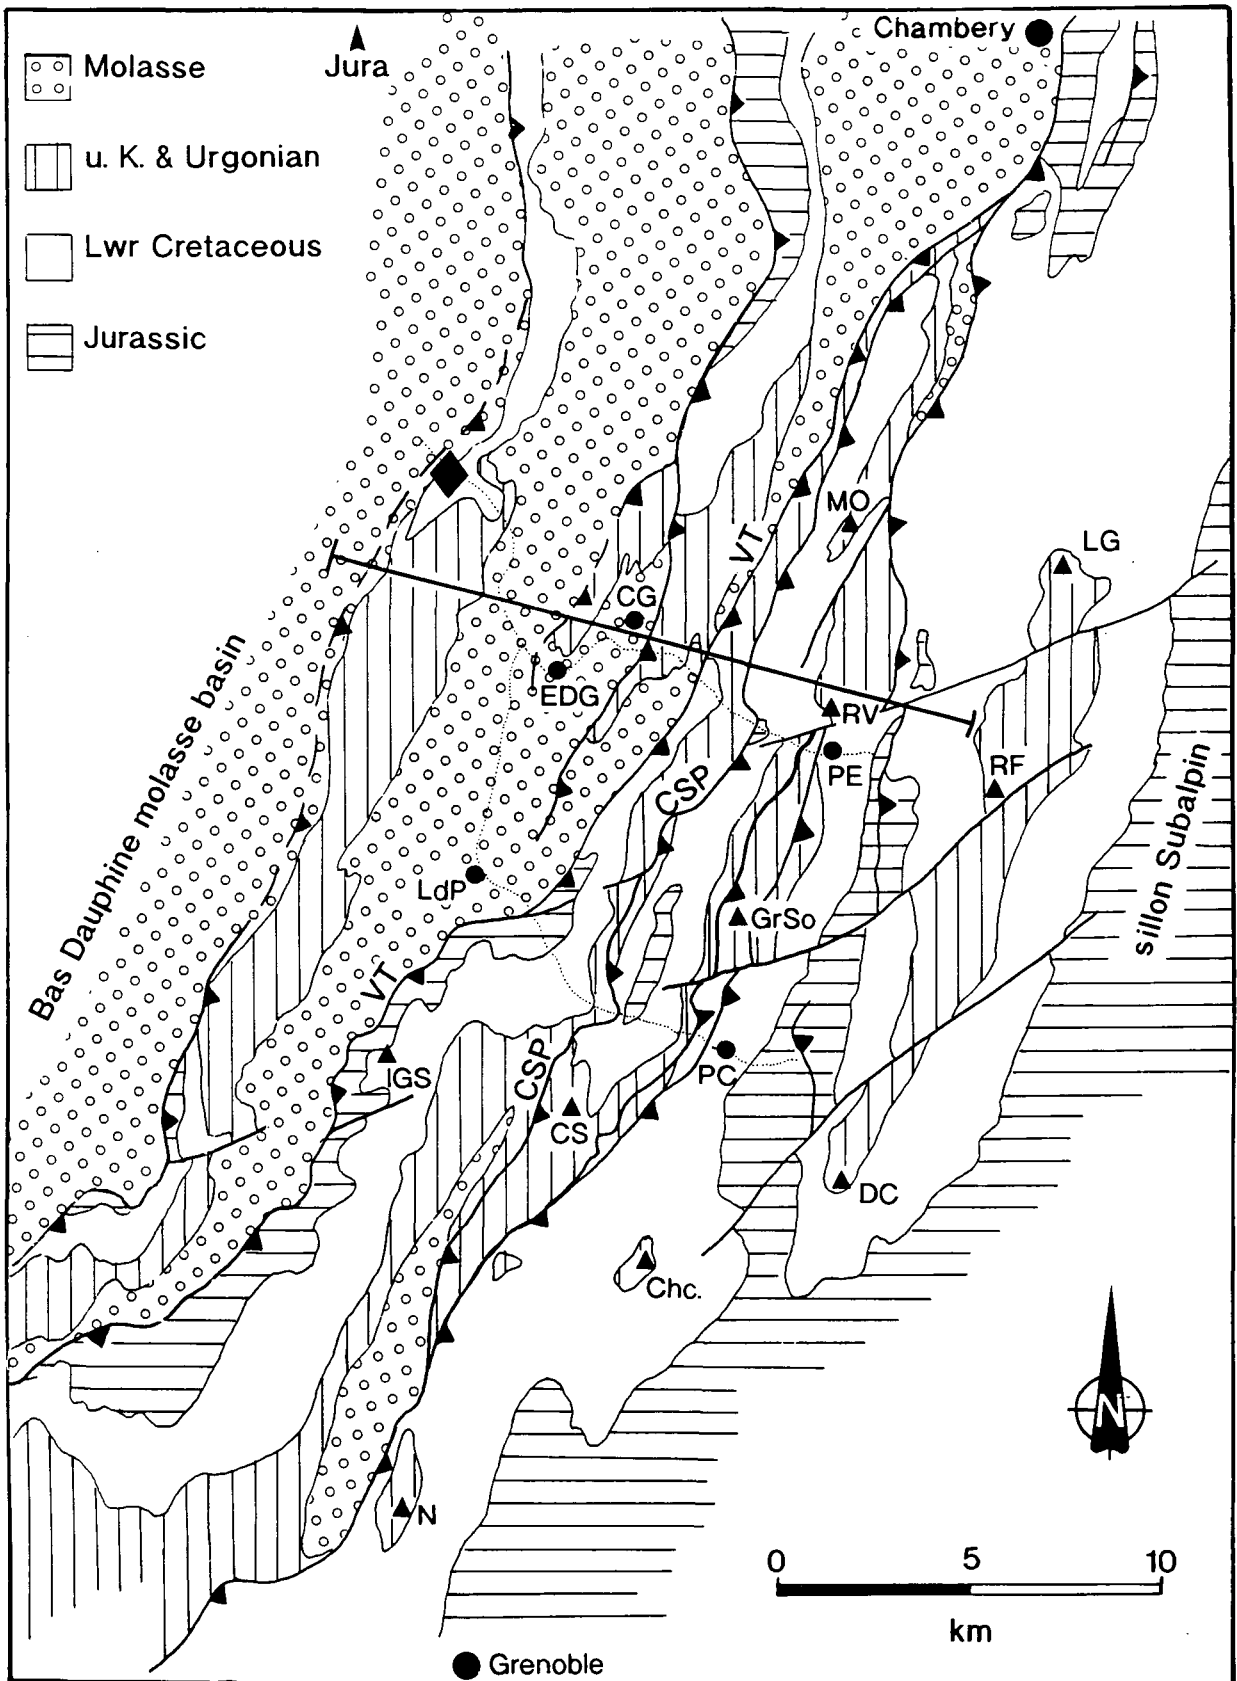 Chambery
Molasse
Jura
u. K. & Urgonian
Lwr Cretaceous
Jurassic
MO
VT
LG
CG
EDG
RV
PE
RF
CSP
LdP
GrSo
Bas Dauphine molasse basin
sillon Subalpin
VT
IGS
CSP
PC
CS
DC
Chc.
N
N
0 5 10
km
Grenoble